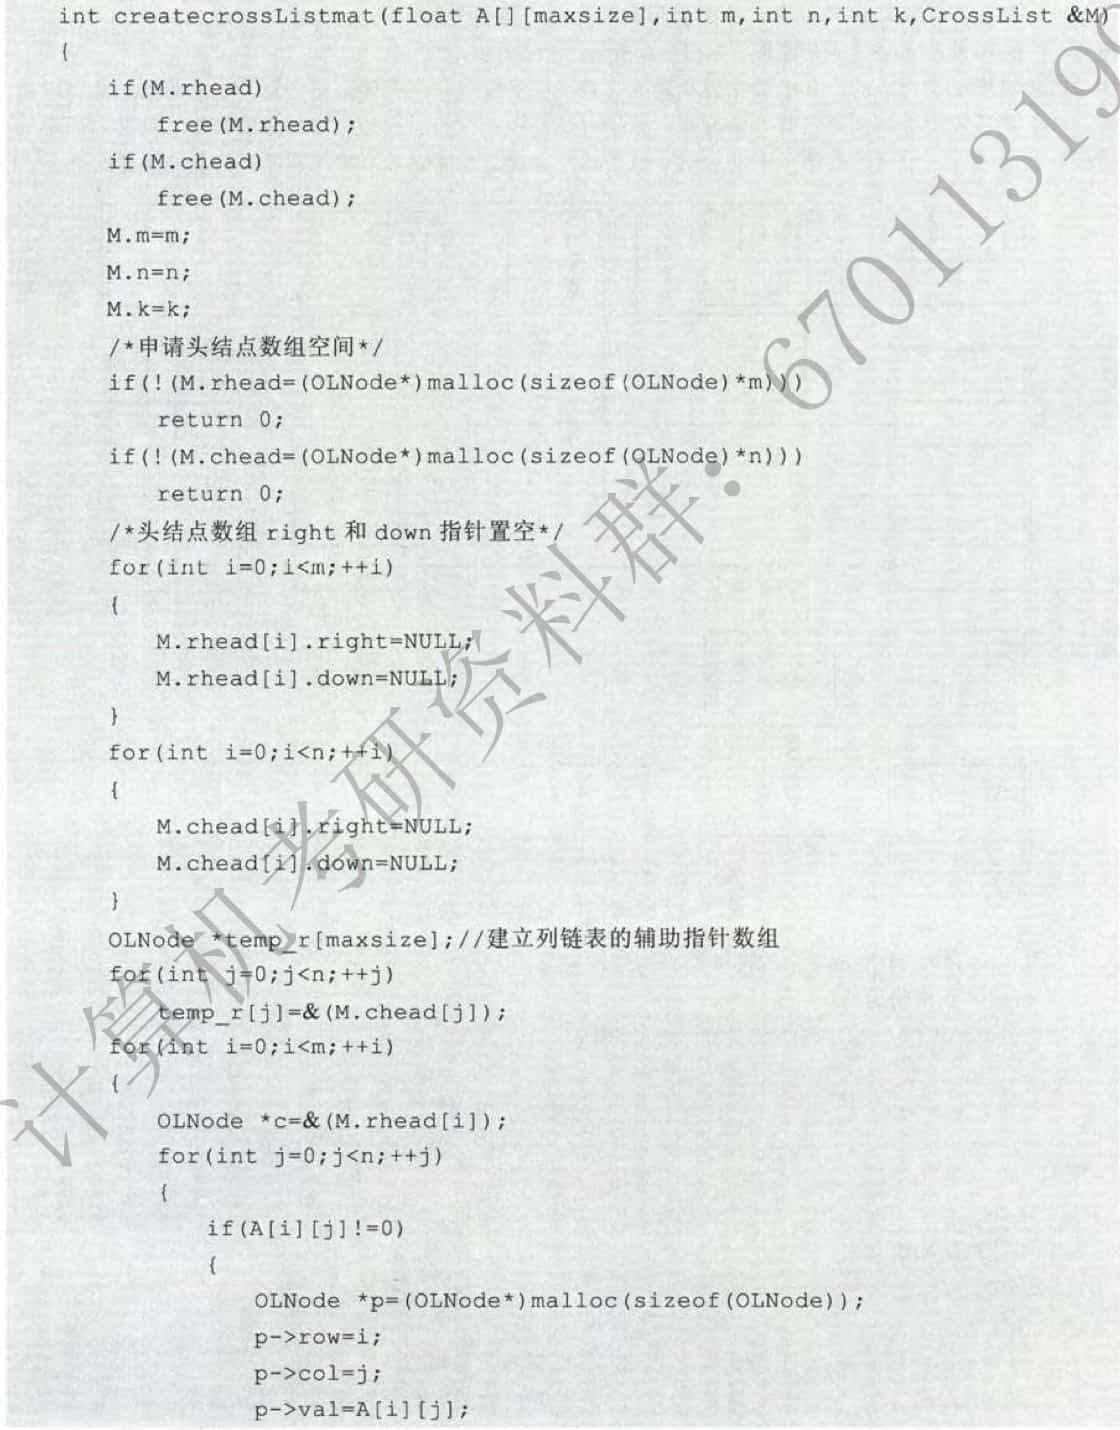 int createcrossListmat(float A[][maxsize],int m,int n,int k,CrossList &M)
{
if(M.rhead)
free(M.rhead);
if(M.chead)
free(M.chead);
M.m=m;
M.n=n;
M.k=k;
/*申请头结点数组空间*/
if(!(M.rhead=(OLNode*)malloc(sizeof(OLNode)*m)))
return 0;
if(!(M.chead=(OLNode*)malloc(sizeof(OLNode)*n)))
return 0;
/*头结点数组 right 和 down 指针置空*/
for(int i=0;i<m;++i)
{
M.rhead[i].right=NULL;
M.rhead[i].down=NULL;
}
for(int i=0;i<n;++i)
{
M.chead[i].right=NULL;
M.chead[i].down=NULL;
}
OLNode *temp_r[maxsize];//建立列链表的辅助指针数组
for(int j=0;j<n;++j)
temp_r[j]=&(M.chead[j]);
for(int i=0;i<m;++i)
{
OLNode *c=&(M.rhead[i]);
for(int j=0;j<n;++j)
{
if(A[i][j]!=0)
{
OLNode *p=(OLNode*)malloc(sizeof(OLNode));
p->row=i;
p->col=j;
p->val=A[i][j];
计算机考研资料群：67011319